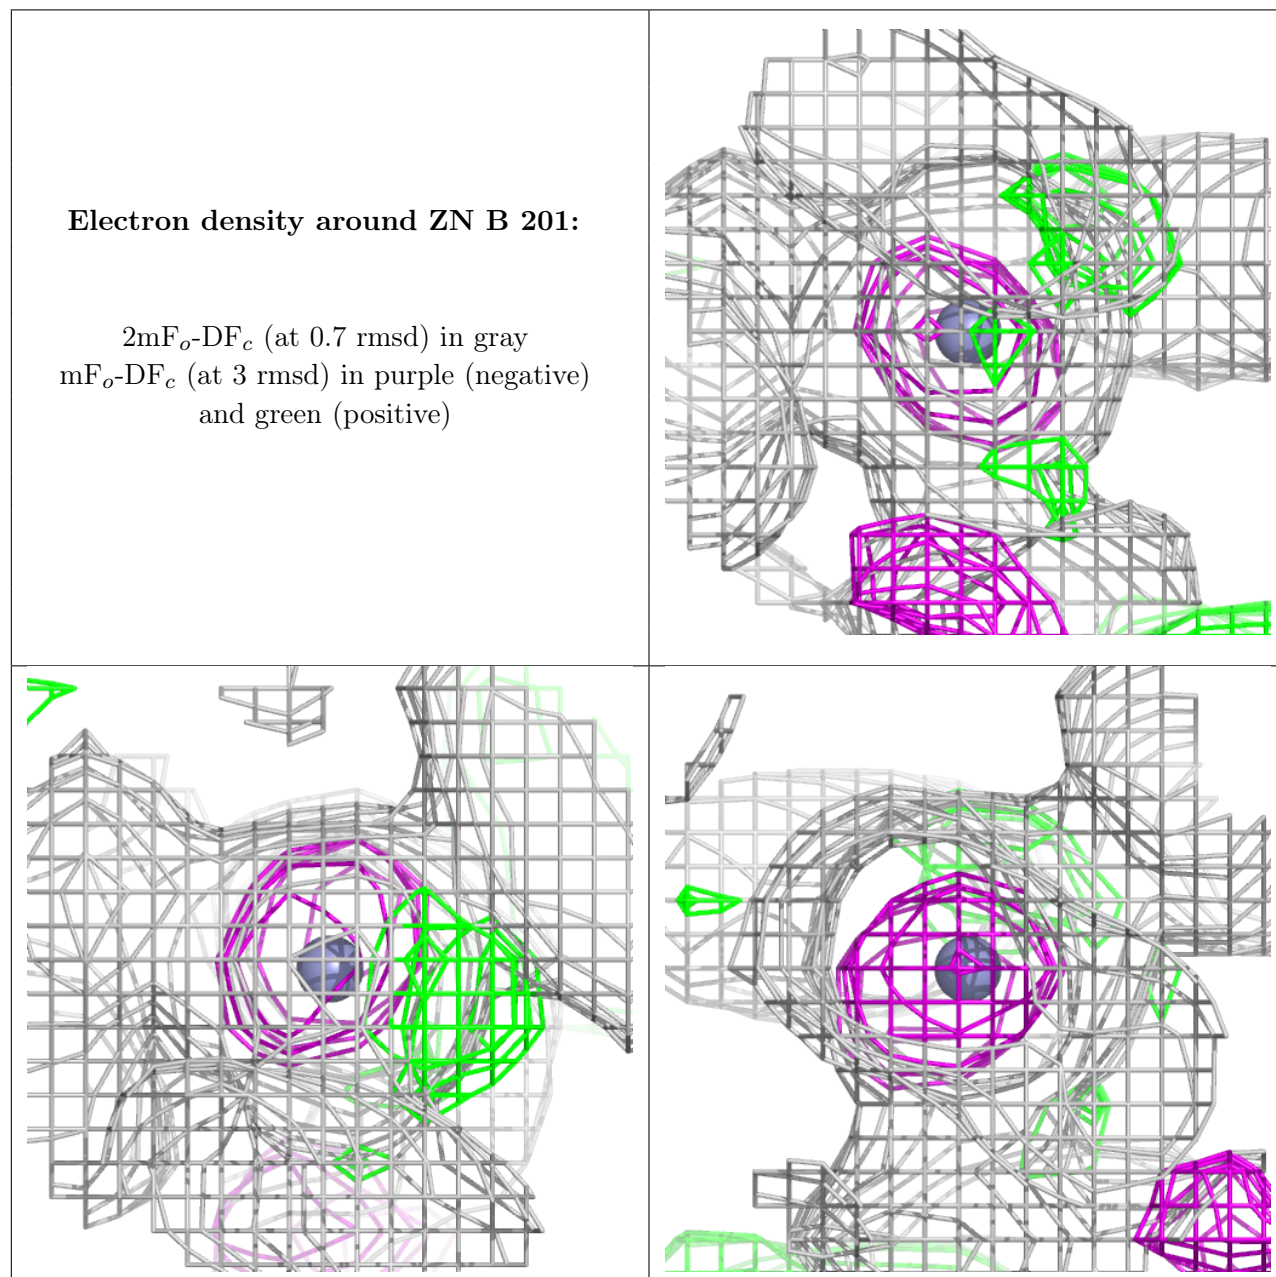 Electron density around ZN B 201:
2mFo-DFc (at 0.7 rmsd) in gray
mFo-DFc (at 3 rmsd) in purple (negative)
and green (positive)